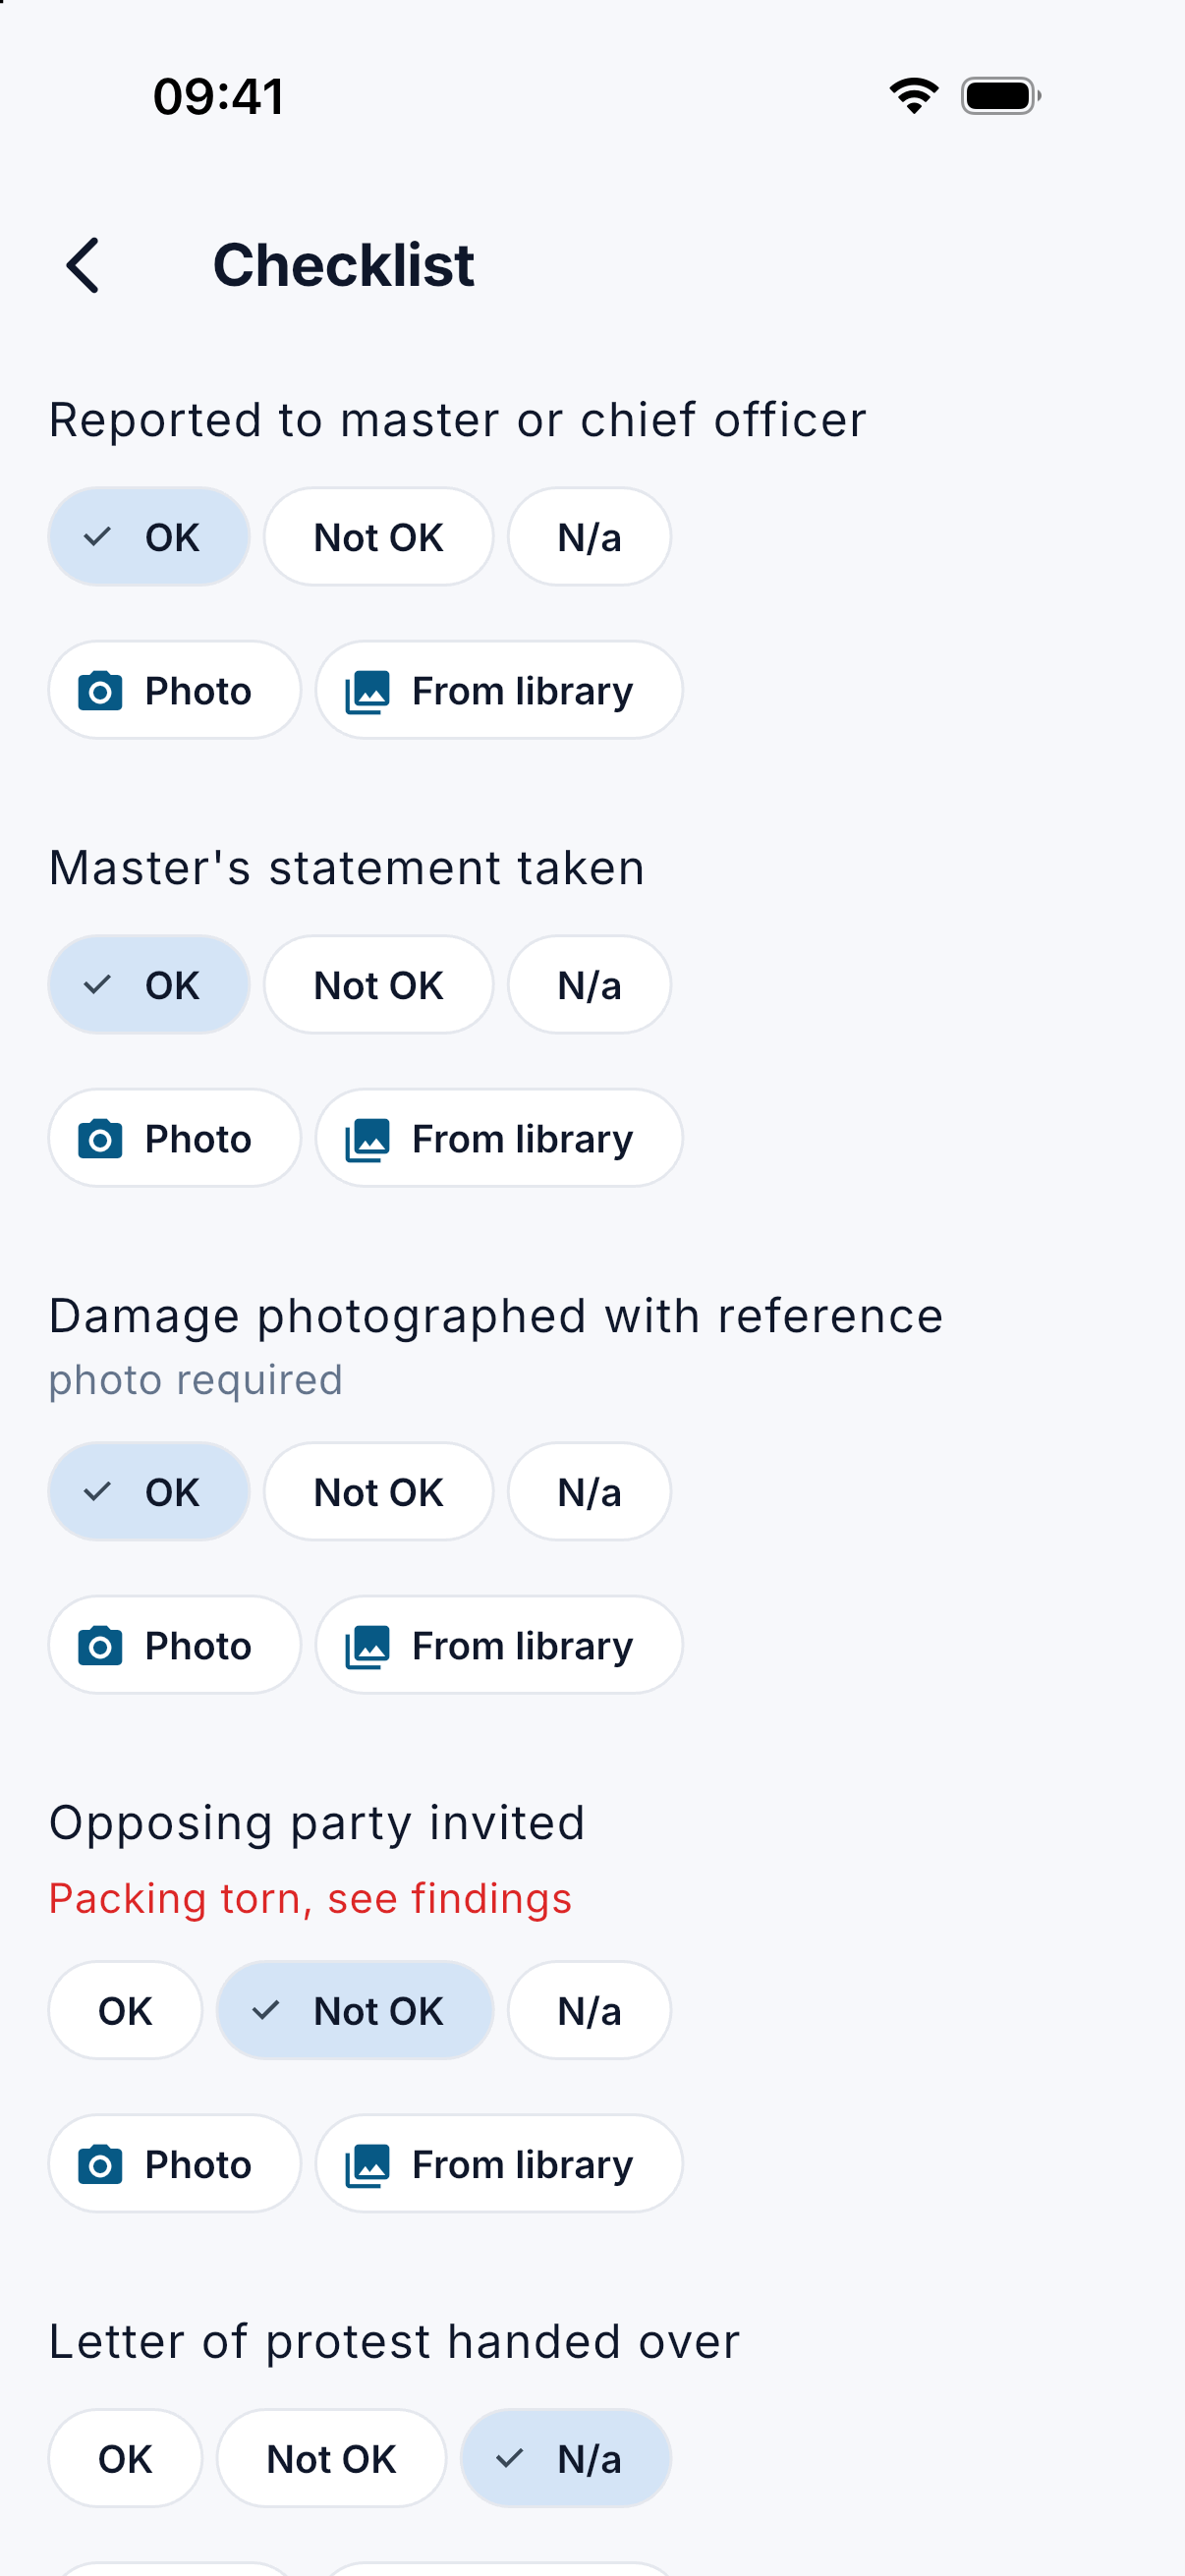 09:41
Checklist
Reported to master or chief officer
OK Not OK N/a
Photo From library
Master's statement taken
OK Not OK N/a
Photo From library
Damage photographed with reference
photo required
OK Not OK N/a
Photo From library
Opposing party invited
Packing torn, see findings
OK Not OK N/a
Photo From library
Letter of protest handed over
OK Not OK N/a